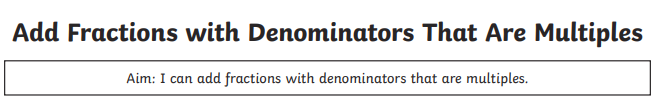 Add Fractions with Denominators That Are Multiples
Aim: I can add fractions with denominators that are multiples.